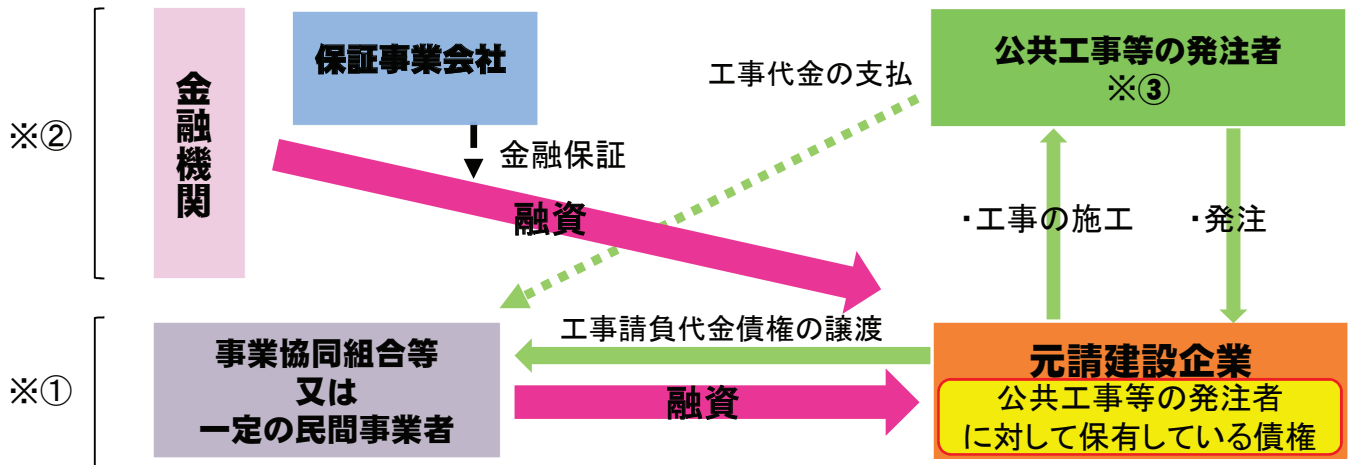 ※②
金融機関
保証事業会社
金融保証
融資
工事代金の支払
公共工事等の発注者
※③
・工事の施工
・発注
※①
事業協同組合等
又は
一定の民間事業者
工事請負代金債権の譲渡
融資
元請建設企業
公共工事等の発注者
に対して保有している債権